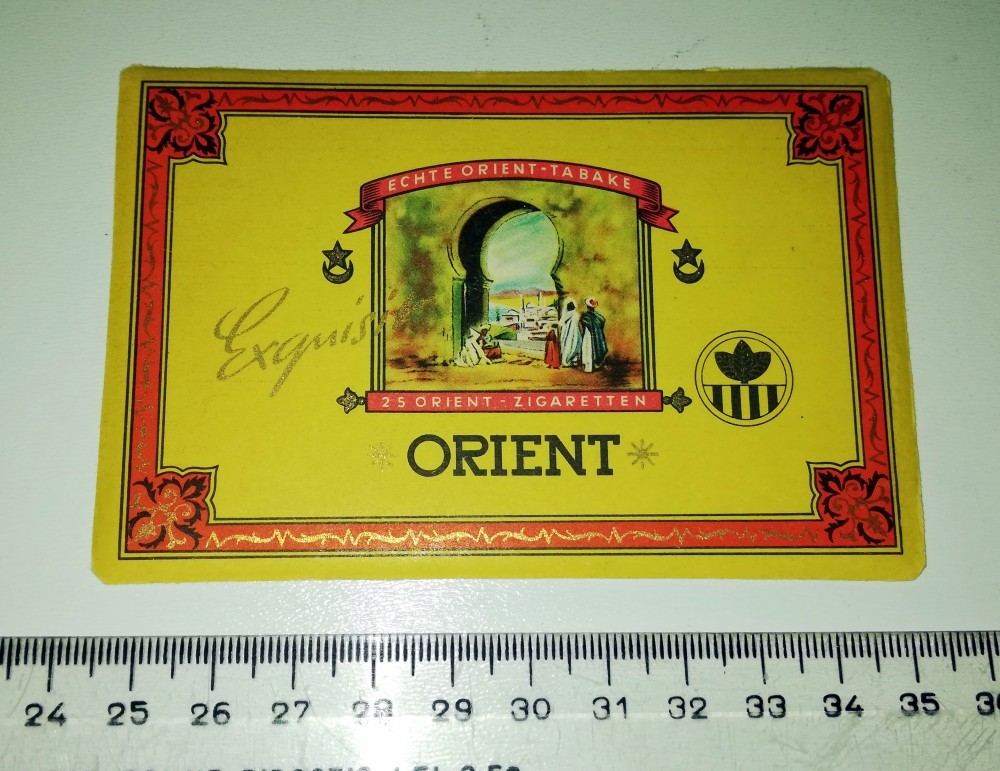 ECHTE ORIENT-TABAKE
Exquisit
25 ORIENT-ZIGARETTEN
ORIENT
24 25 26 27 28 29 30 31 32 33 34 35